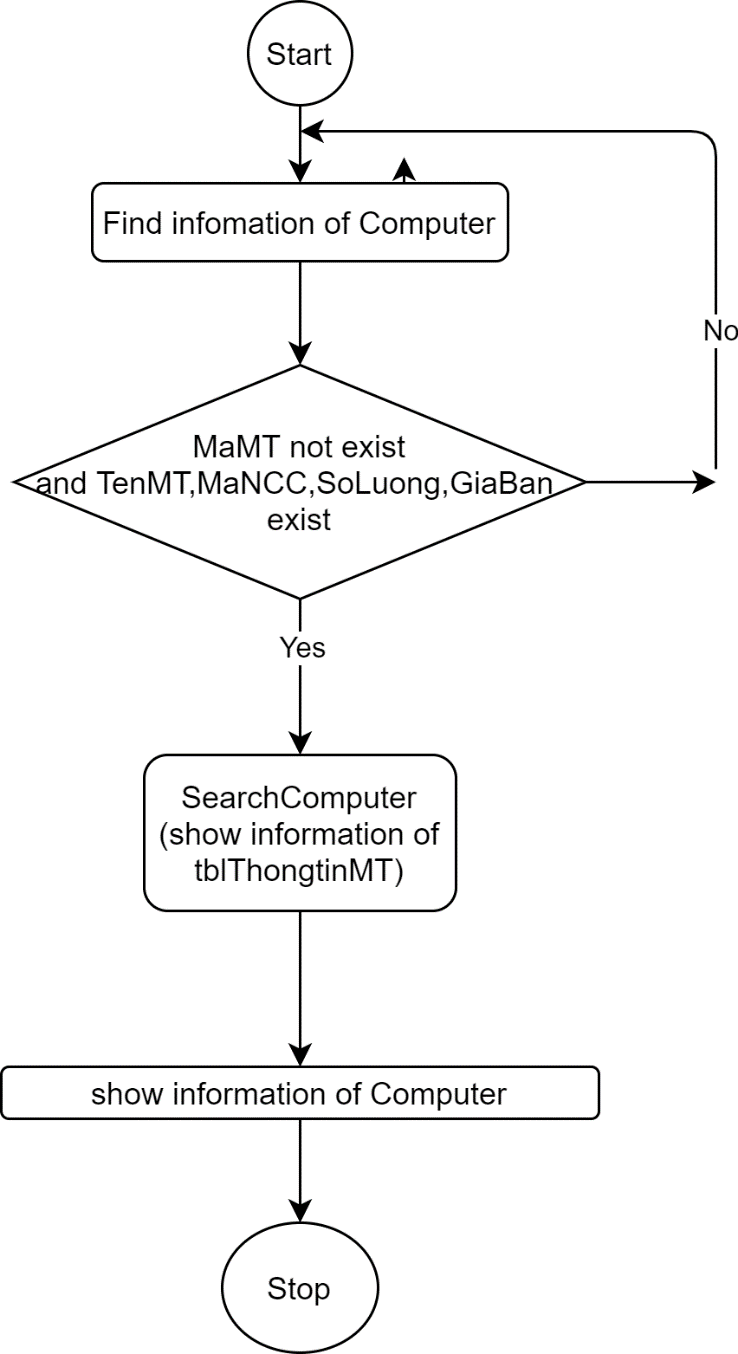 Start
Find infomation of Computer
No
MaMT not exist
and TenMT,MaNCC,SoLuong,GiaBan
exist
Yes
SearchComputer
(show information of
tblThongtinMT)
show information of Computer
Stop